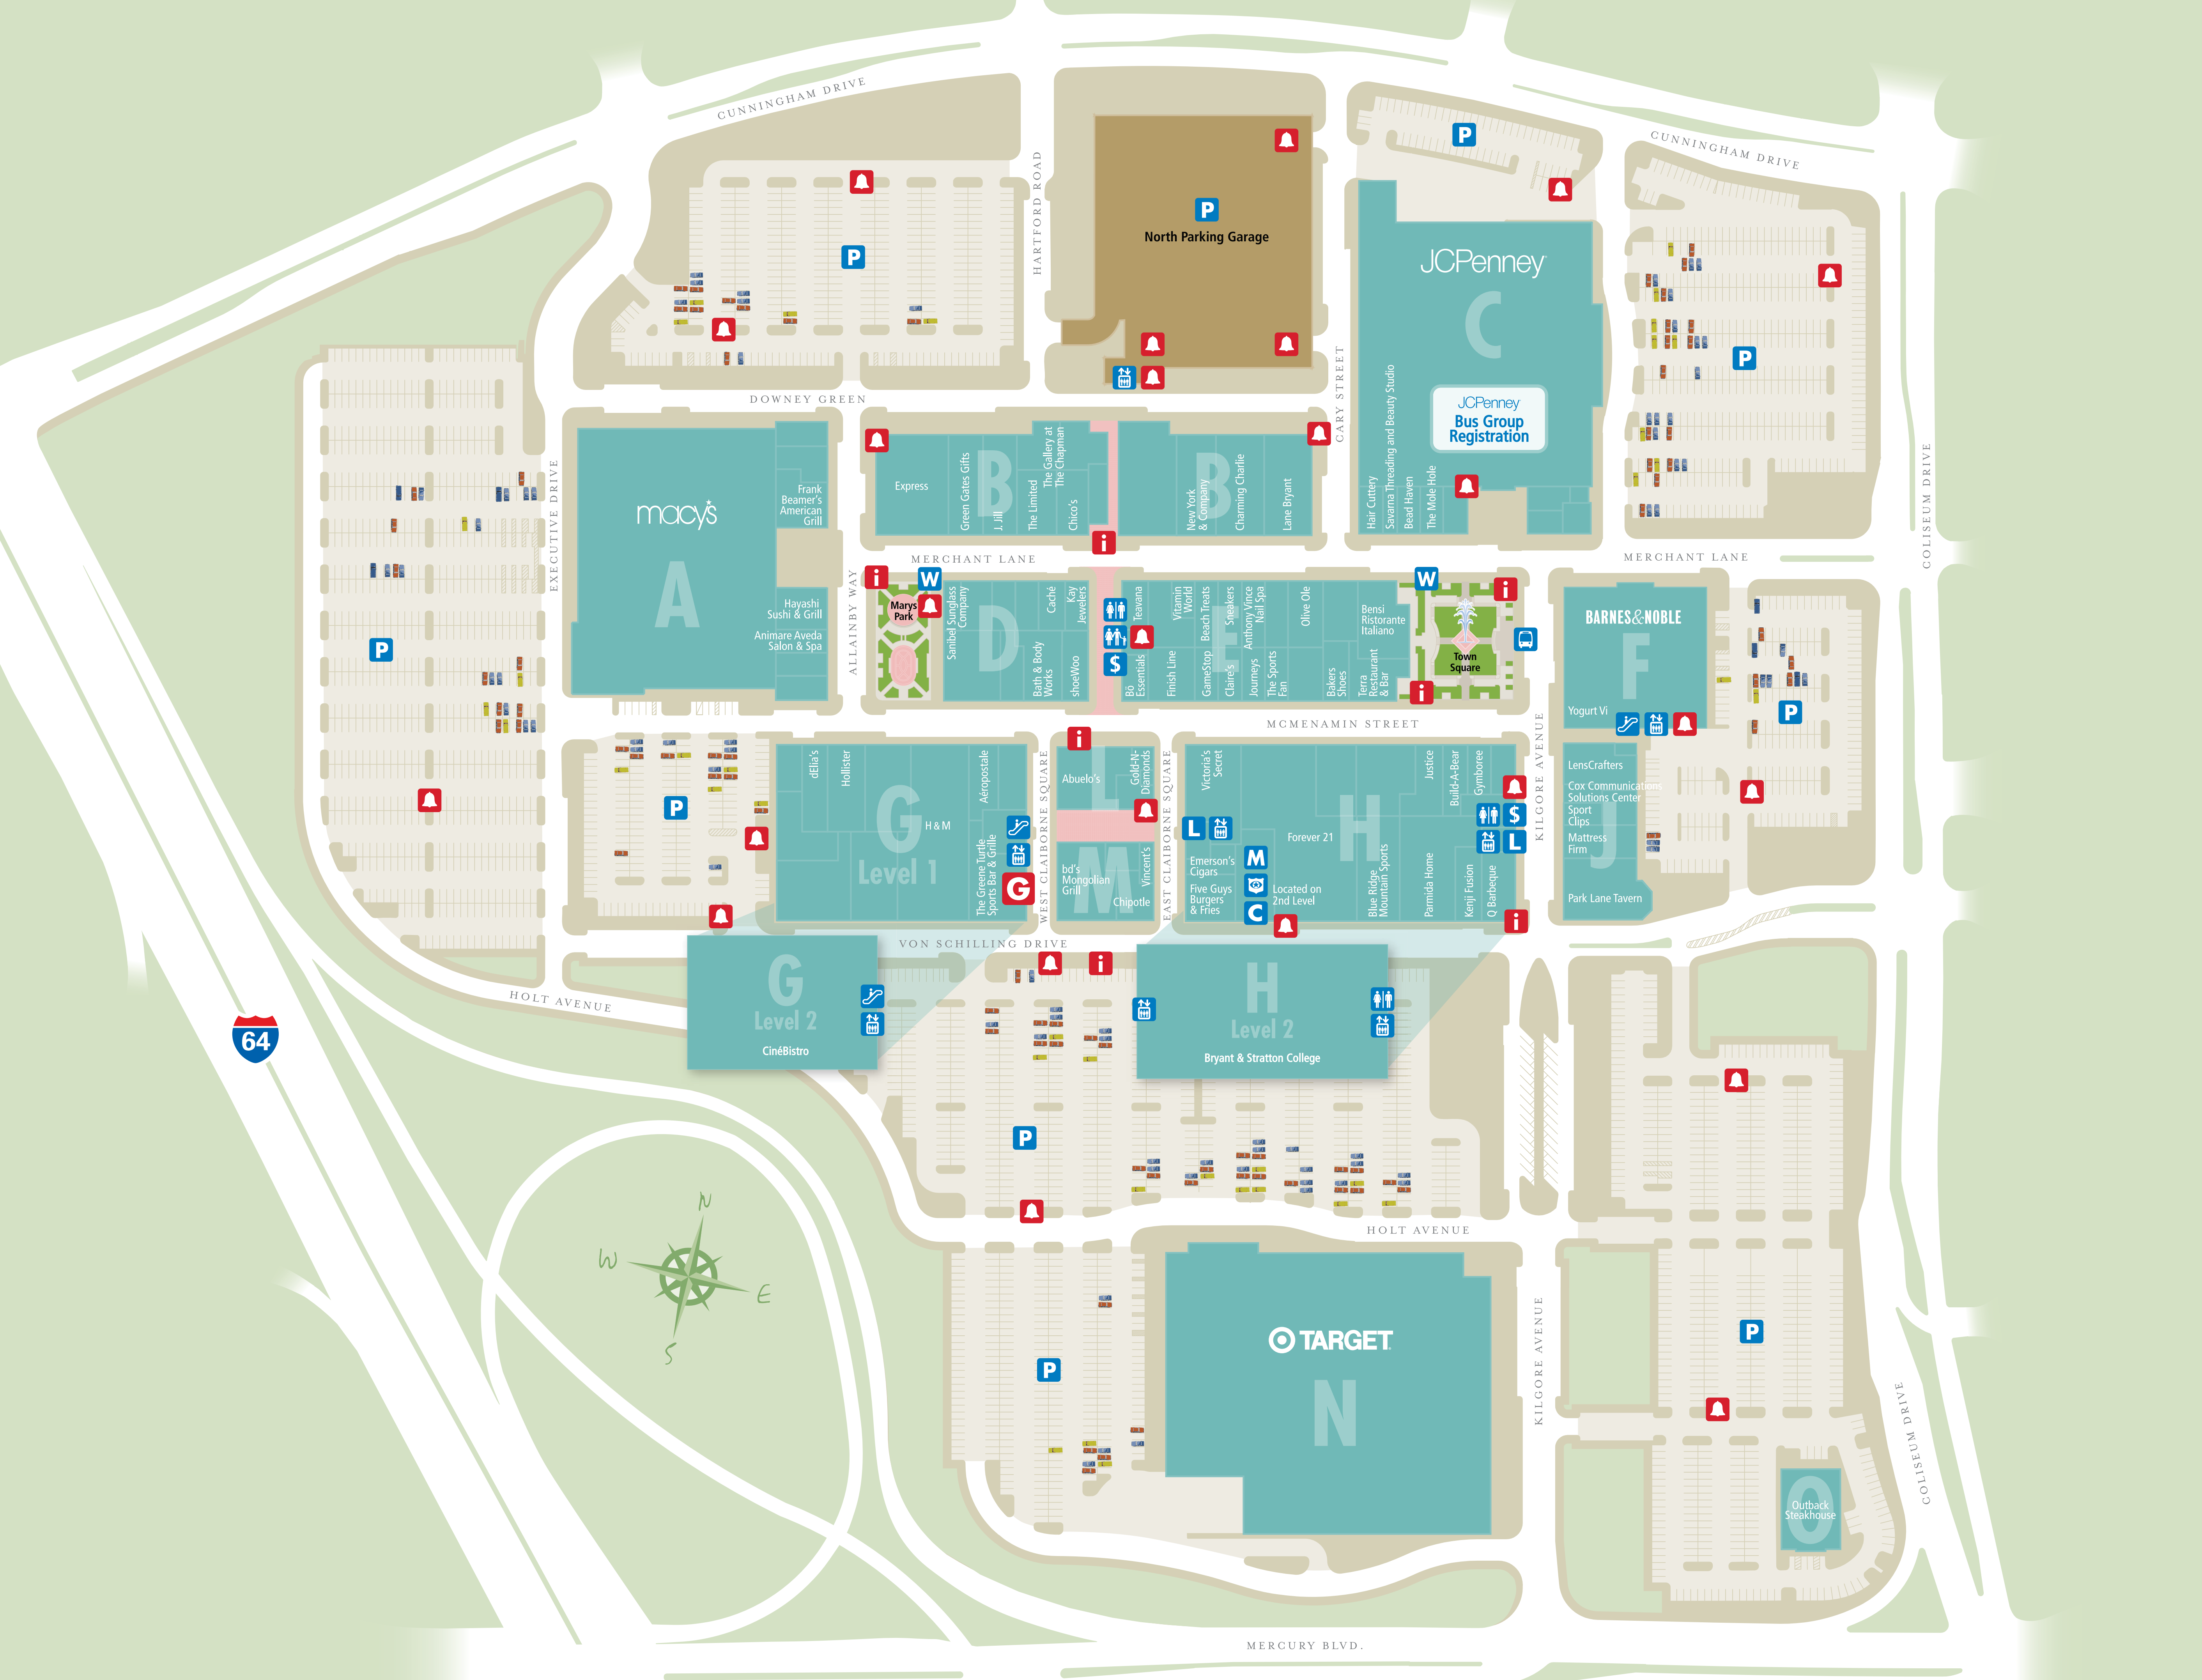 CUNNINGHAM DRIVE
CUNNINGHAM DRIVE
HARTFORD ROAD
P
P
P
North Parking Garage
JCPenney
C
JCPenney
Bus Group
Registration
P
CARY STREET
COLISEUM DRIVE
DOWNEY GREEN
EXECUTIVE DRIVE
macy's
A
Frank
Beamer's
American
Grill
Hayashi
Sushi & Grill
Animare Aveda
Salon & Spa
B
Express
Green Gates Gifts
J. Jill
The Limited
The Gallery at
The Chapman
Chico's
B
New York
& Company
Charming Charlie
Lane Bryant
Hair Cuttery
Savarna Threading and Beauty Studio
Bead Haven
The Mole Hole
i
MERCHANT LANE
MERCHANT LANE
ALLAINBY WAY
i
W
Marys
Park
D
Sanibel Sunglass
Company
Caché
Kay
Jewelers
Bath & Body
Works
shoeWoo
$
E
Teavana
Vitamin
World
Beach Treats
Sneakers
Anthony Vince
Nail Spa
Olive Ole
Bensi
Ristorante
Italiano
Bō
Essentials
Finish Line
GameStop
Claire's
Journeys
The Sports
Fan
Bakers
Shoes
Terra
Restaurant
& Bar
W
i
Town
Square
i
BARNES&NOBLE
F
Yogurt Vi
P
P
MCMENAMIN STREET
KILGORE AVENUE
P
dElia's
Hollister
G
Level 1
H & M
Aéropostale
The Greene Turtle
Sports Bar & Grille
G
WEST CLAIBORNE SQUARE
i
L
Abuelo's
Gold-N-
Diamonds
M
bd's
Mongolian
Grill
Vincent's
Chipotle
EAST CLAIBORNE SQUARE
H
Victoria's
Secret
L
Emerson's
Cigars
Five Guys
Burgers
& Fries
M
C
Located on
2nd Level
Forever 21
Blue Ridge
Mountain Sports
Justice
Build-A-Bear
Gymboree
$
L
Parmida Home
Kenji Fusion
Q Barbeque
i
J
LensCrafters
Cox Communications
Solutions Center
Sport
Clips
Mattress
Firm
Park Lane Tavern
VON SCHILLING DRIVE
i
HOLT AVENUE
G
Level 2
CinéBistro
H
Level 2
Bryant & Stratton College
64
P
N
W
E
S
HOLT AVENUE
P
TARGET
N
KILGORE AVENUE
P
COLISEUM DRIVE
O
Outback
Steakhouse
MERCURY BLVD.